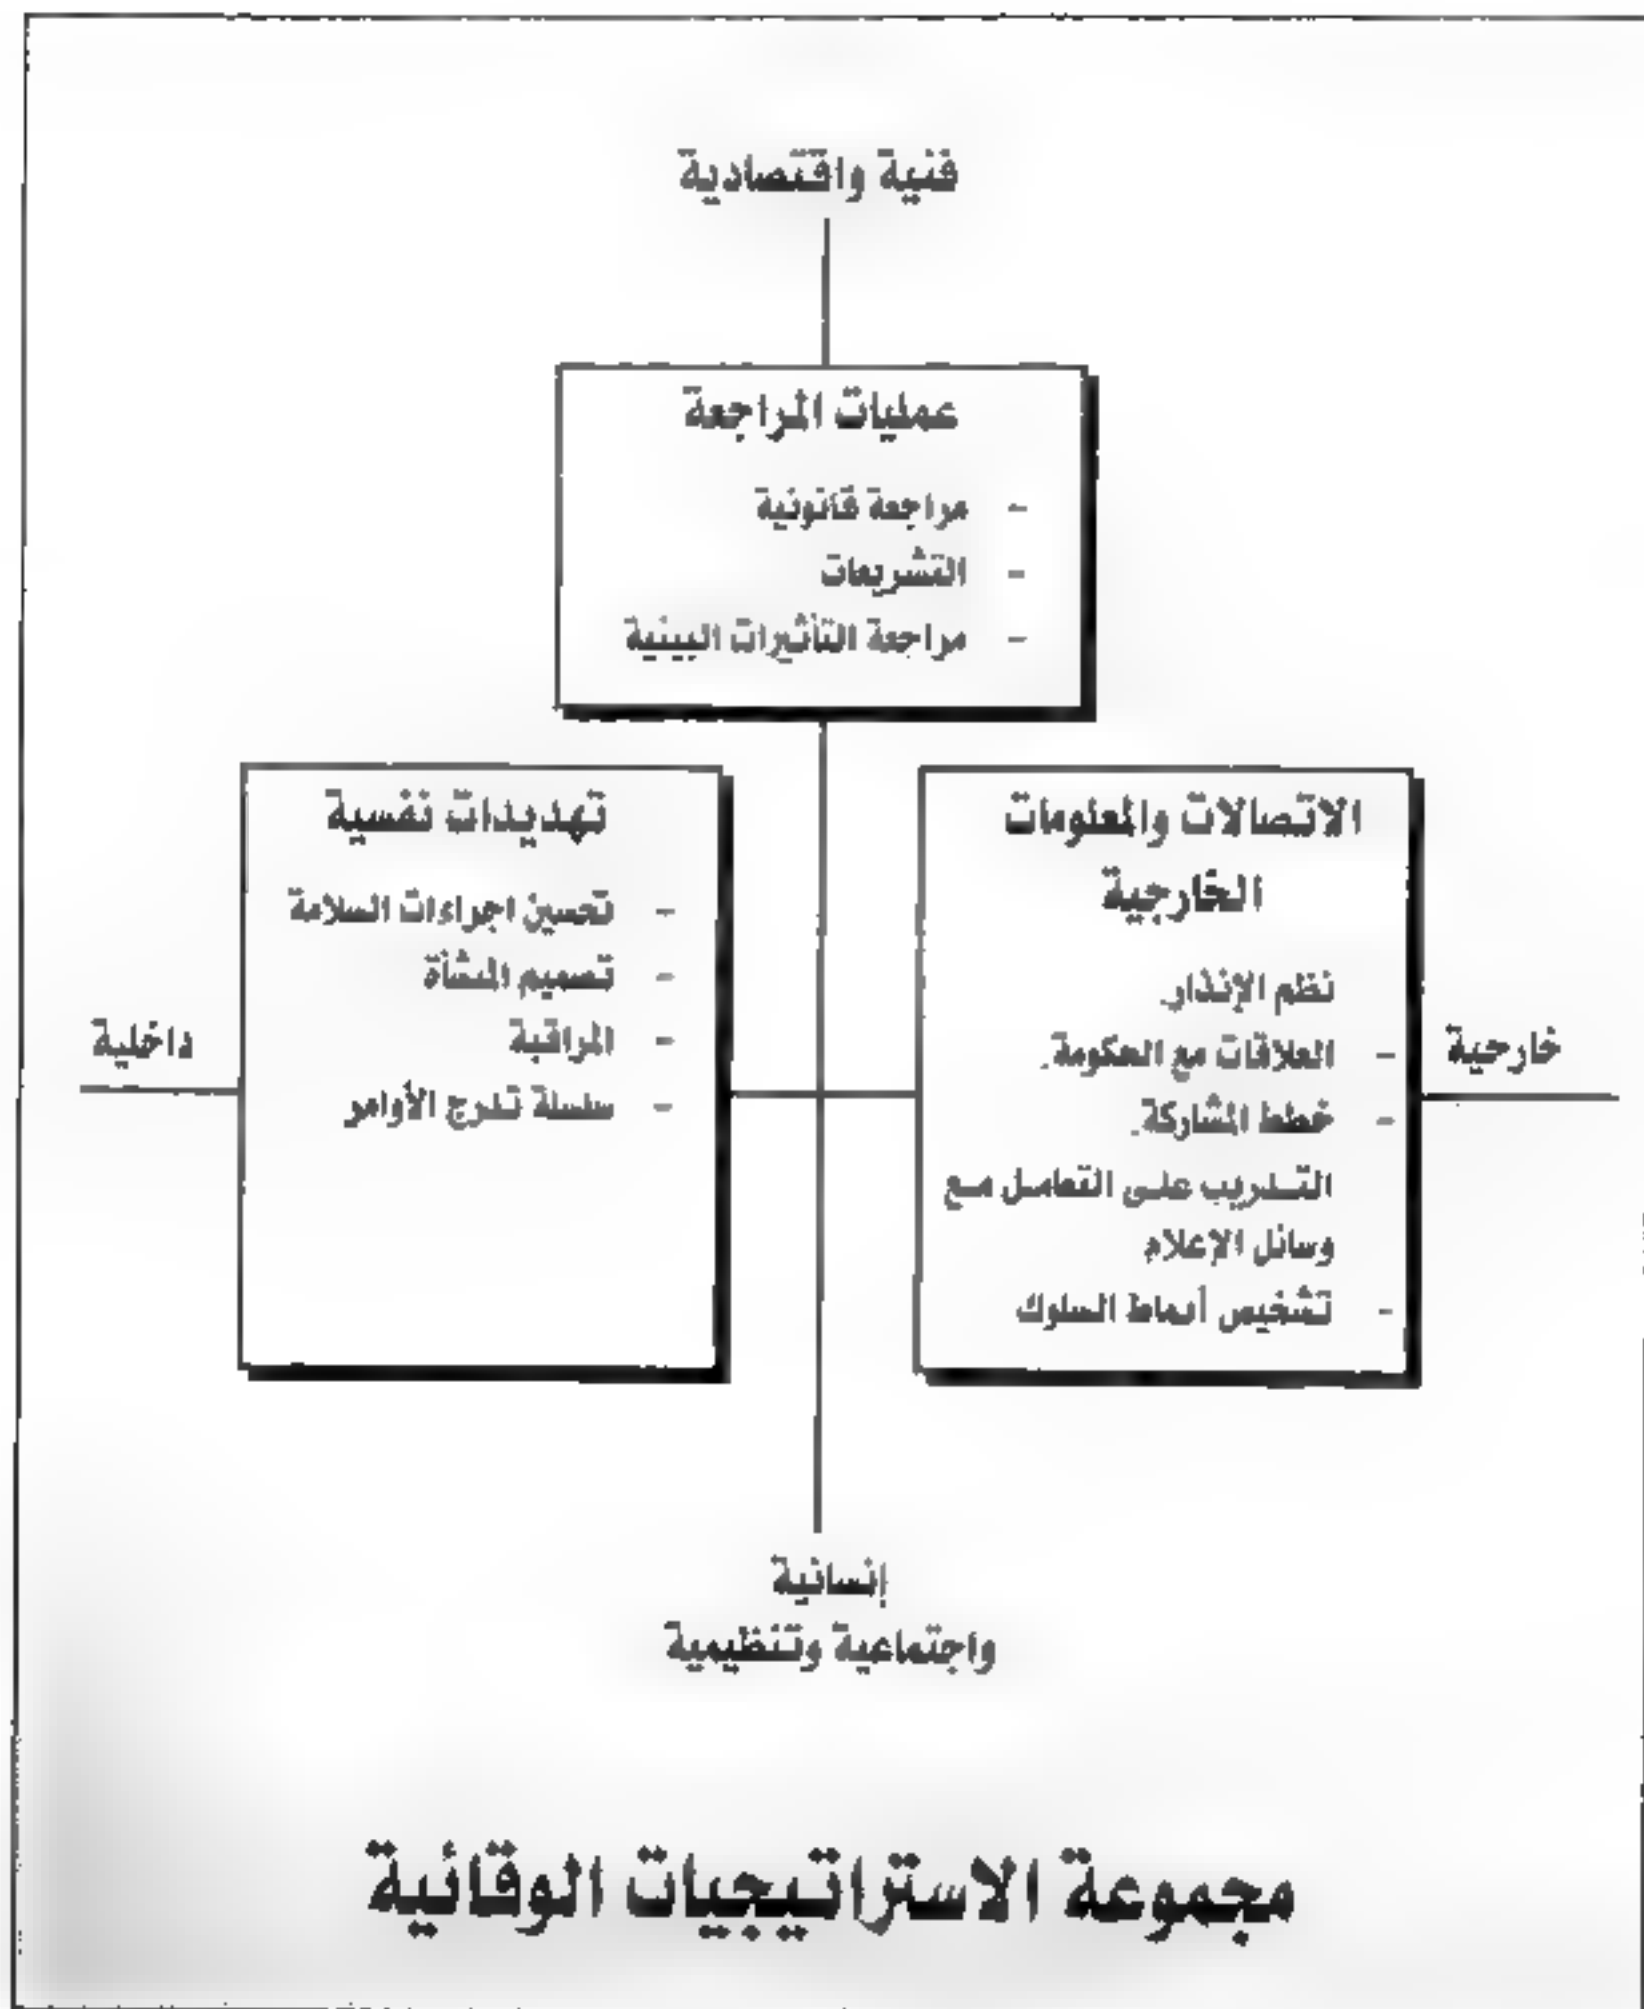 فنية واقتصادية
عمليات المراجعة
- مراجعة قانونية
- التشريعات
- مراجعة التأثيرات البيئية
الاتصالات والمعلومات
الخارجية
نظم الإنذار.
- العلاقات مع الحكومة.
- خطط المشاركة.
التدريب على التعامل مع
وسائل الإعلام
- تشخيص أنماط السلوك
خارجية
تهديدات نفسية
- تحسين اجراءات السلامة
- تصميم المنشأة
- المراقبة
- سلسلة تدرج الأوامر
داخلية
إنسانية
واجتماعية وتنظيمية
مجموعة الاستراتيجيات الوقائية